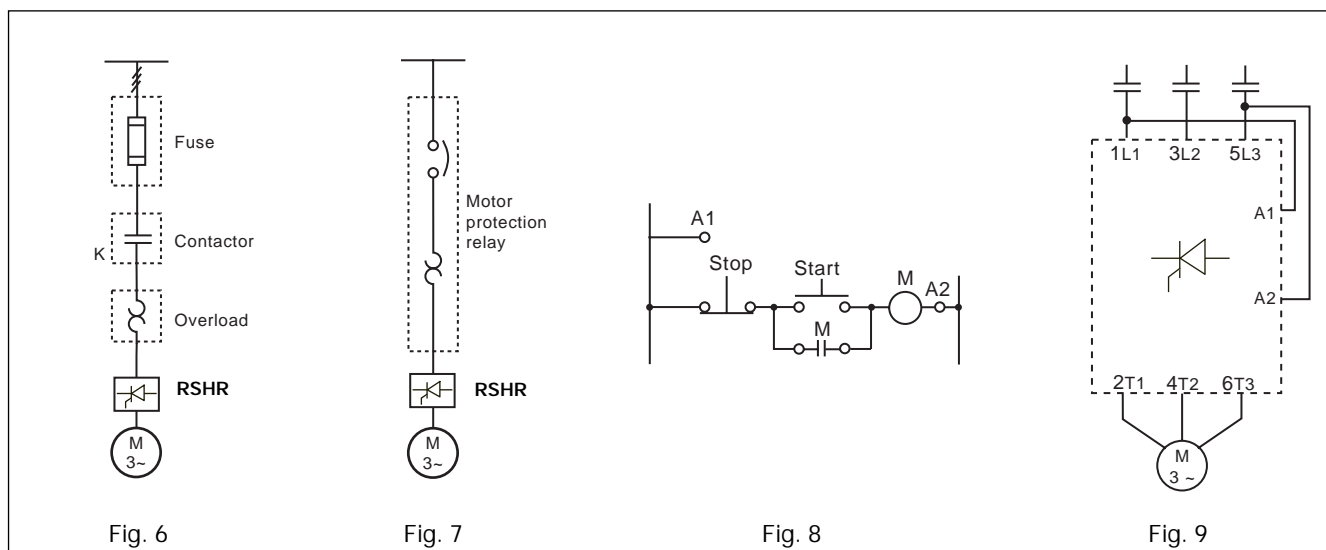 Fuse
K
Contactor
Overload
RSHR
M
3~
Fig. 6
Motor
protection
relay
RSHR
M
3~
Fig. 7
A1
Stop
Start
M
A2
M
Fig. 8
1L1
3L2
5L3
A1
A2
2T1
4T2
6T3
M
3 ~
Fig. 9